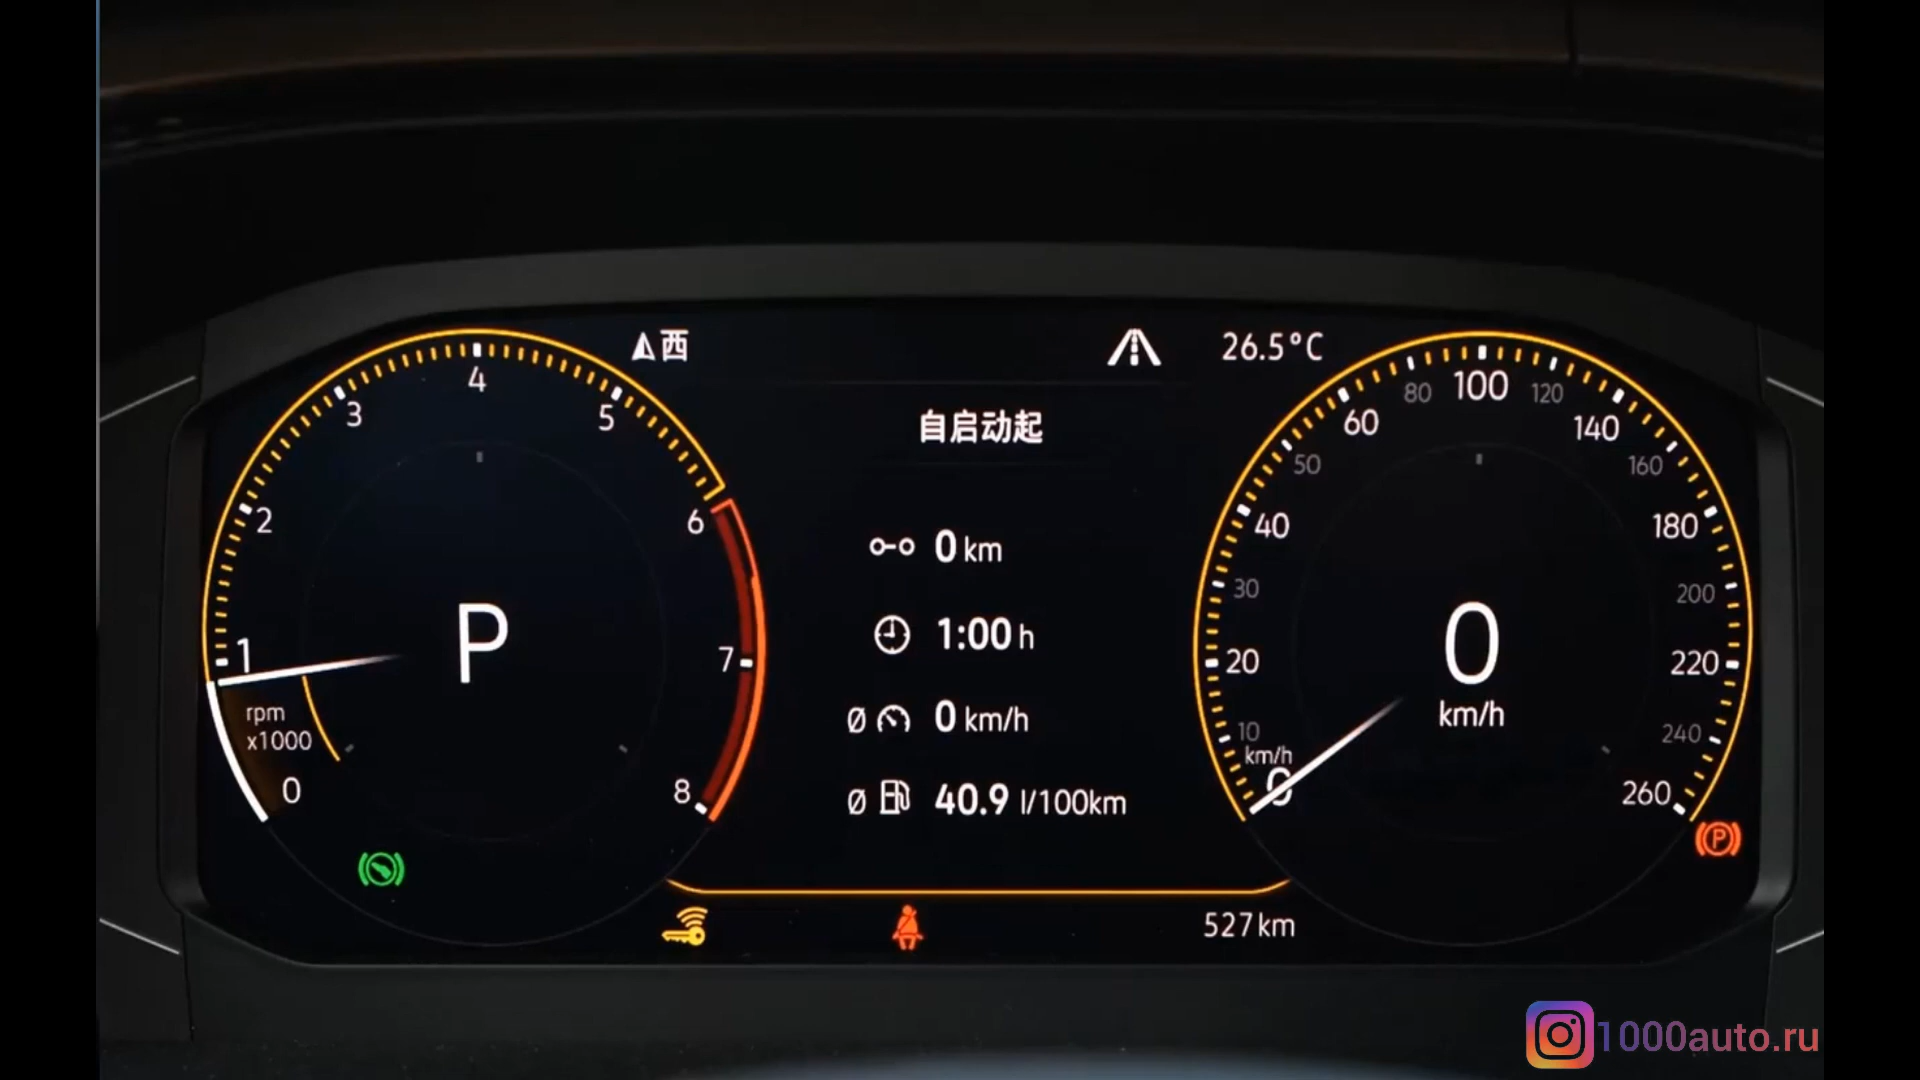 西
26.5°C
自启动起
0 km
1:00 h
Ø 0 km/h
Ø 40.9 l/100km
0
1
2
3
4
5
6
7
8
rpm
x1000
P
0
10
20
30
40
50
60
80
100
120
140
160
180
200
220
240
260
km/h
0
km/h
P
527 km
1000auto.ru